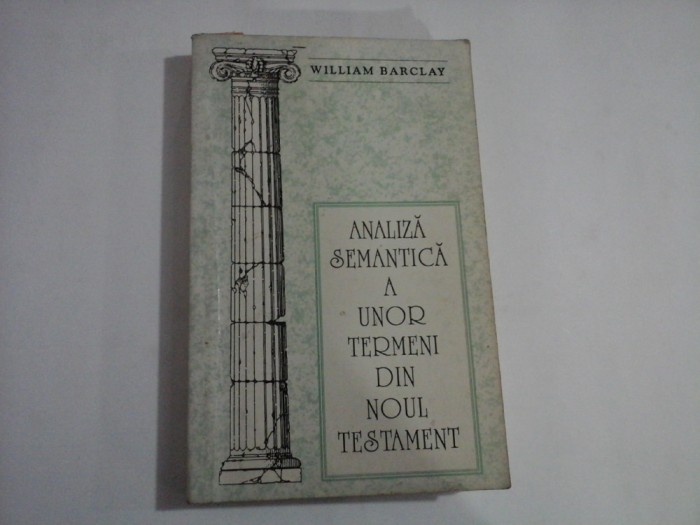 WILLIAM BARCLAY
ANALIZĂ
SEMANTICĂ
A
UNOR
TERMENI
DIN
NOUL
TESTAMENT